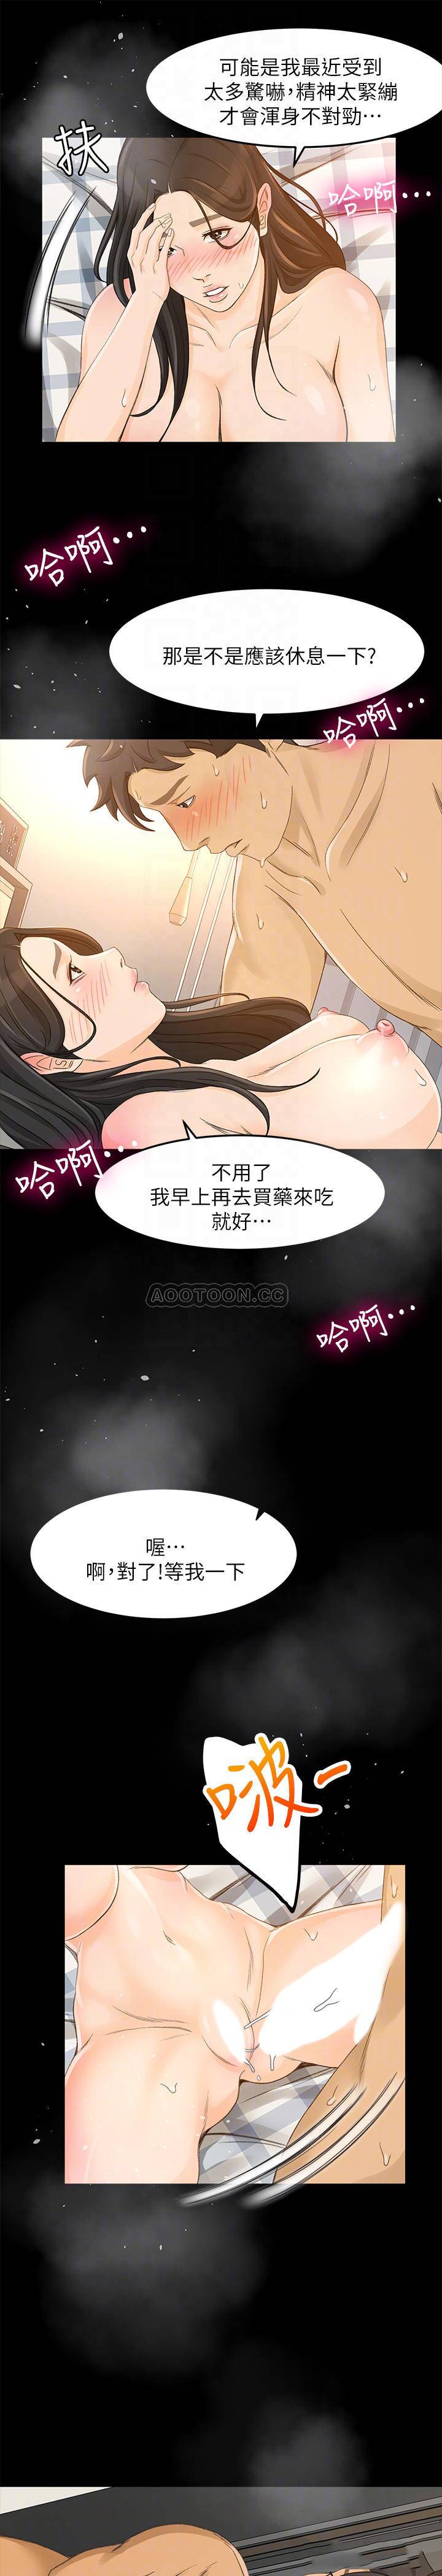 可能是我最近受到
太多驚嚇,精神太緊繃
才會渾身不對勁…
扶
哈啊…
哈啊…
那是不是應該休息一下?
哈啊…
哈啊…
不用了
我早上再去買藥來吃
就好…
AOOTOON.CC
哈啊…
喔…
啊,對了!等我一下
啵-